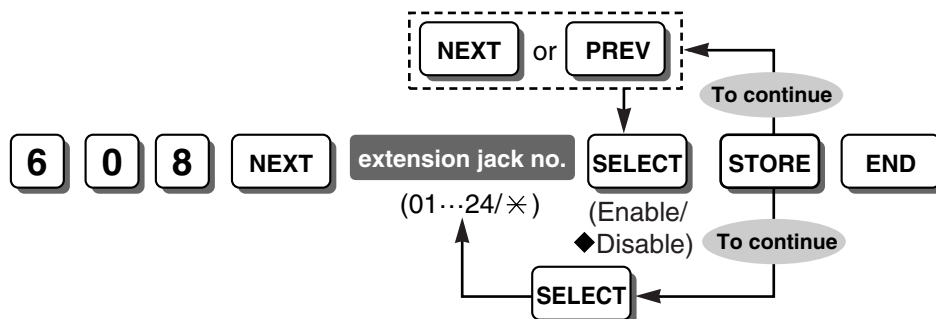 NEXT or PREV
To continue
6 0 8 NEXT extension jack no. SELECT STORE END
(01···24/✳)
(Enable/
◆Disable)
To continue
SELECT